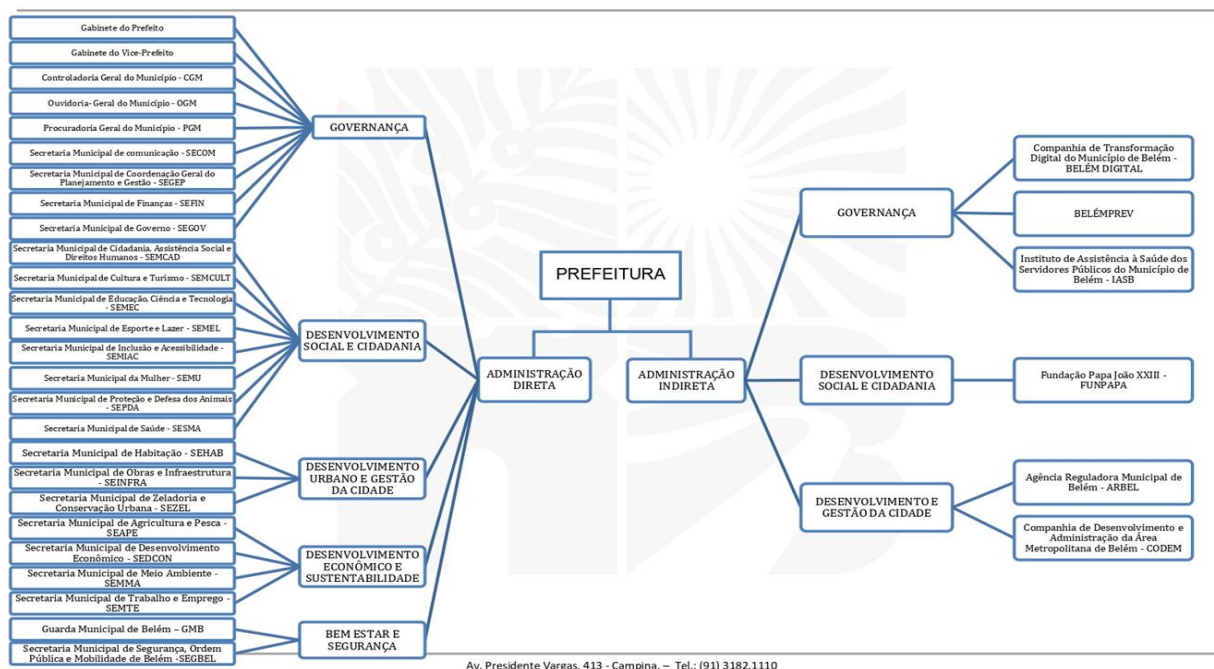 Gabinete do Prefeito
Gabinete do Vice-Prefeito
Controladoria Geral do Município - CGM
Ouvidoria- Geral do Município - OGM
Procuradoria Geral do Município - PGM
Secretaria Municipal de comunicação - SECOM
Secretaria Municipal de Coordenação Geral do
Planejamento e Gestão - SEGEP
Secretaria Municipal de Finanças - SEFIN
Secretaria Municipal de Governo - SEGOV
GOVERNANÇA
Secretaria Municipal de Cidadania, Assistência Social e
Direitos Humanos - SEMCAD
Secretaria Municipal de Cultura e Turismo - SEMCULT
Secretaria Municipal de Educação, Ciência e Tecnologia
- SEMEC
Secretaria Municipal de Esporte e Lazer - SEMEL
Secretaria Municipal de Inclusão e Acessibilidade -
SEMIAC
Secretaria Municipal da Mulher - SEMU
Secretaria Municipal de Proteção e Defesa dos Animais
- SEPDA
Secretaria Municipal de Saúde - SESMA
DESENVOLVIMENTO
SOCIAL E CIDADANIA
Secretaria Municipal de Habitação - SEHAB
Secretaria Municipal de Obras e Infraestrutura -
SEINFRA
Secretaria Municipal de Zeladoria e
Conservação Urbana - SEZEL
DESENVOLVIMENTO
URBANO E GESTÃO
DA CIDADE
Secretaria Municipal de Agricultura e Pesca -
SEAPE
Secretaria Municipal de Desenvolvimento
Econômico - SEDCON
Secretaria Municipal de Meio Ambiente -
SEMMA
Secretaria Municipal de Trabalho e Emprego -
SEMTE
DESENVOLVIMENTO
ECONÔMICO E
SUSTENTABILIDADE
Guarda Municipal de Belém – GMB
Secretaria Municipal de Segurança, Ordem
Pública e Mobilidade de Belém -SEGBEL
BEM ESTAR E
SEGURANÇA
PREFEITURA
ADMINISTRAÇÃO
DIRETA
ADMINISTRAÇÃO
INDIRETA
GOVERNANÇA
Companhia de Transformação
Digital do Município de Belém -
BELÉM DIGITAL
BELÉMPREV
Instituto de Assistência à Saúde dos
Servidores Públicos do Município de
Belém - IASB
DESENVOLVIMENTO
SOCIAL E CIDADANIA
Fundação Papa João XXIII -
FUNPAPA
DESENVOLVIMENTO E
GESTÃO DA CIDADE
Agência Reguladora Municipal de
Belém - ARBEL
Companhia de Desenvolvimento e
Administração da Área
Metropolitana de Belém - CODEM
Av. Presidente Vargas, 413 - Campina, – Tel.: (91) 3182.1110